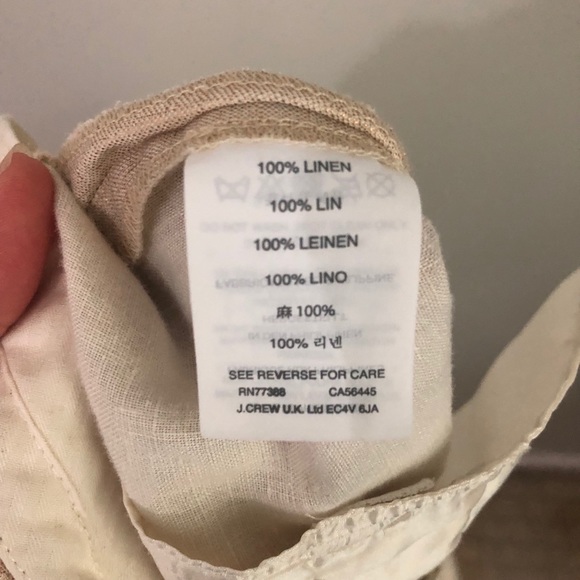 100% LINEN
100% LIN
100% LEINEN
100% LINO
麻 100%
100% 리넨
SEE REVERSE FOR CARE
RN77388 CA56445
J.CREW U.K. Ltd EC4V 6JA